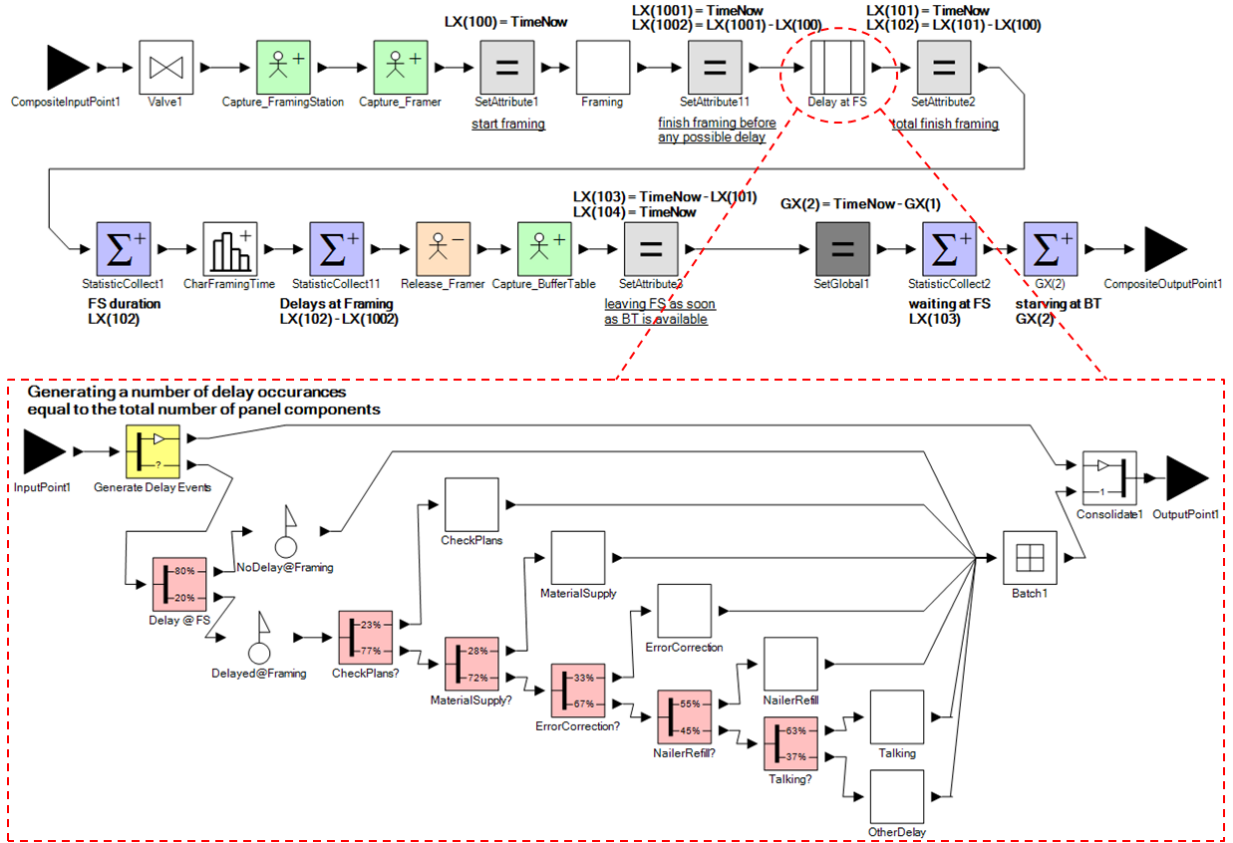 LX(100) = TimeNow
LX(1001) = TimeNow
LX(1002) = LX(1001) - LX(100)
LX(101) = TimeNow
LX(102) = LX(101) - LX(100)
CompositeInputPoint1
Valve1
Capture_FramingStation
Capture_Framer
SetAttribute1
Framing
SetAttribute11
Delay at FS
SetAttribute2
start framing
finish framing before
any possible delay
total finish framing
LX(103) = TimeNow - LX(101)
LX(104) = TimeNow
GX(2) = TimeNow - GX(1)
StatisticCollect1
CharFramingTime
StatisticCollect11
Release_Framer
Capture_BufferTable
SetAttribute3
SetGlobal1
StatisticCollect2
GX(2)
CompositeOutputPoint1
FS duration
LX(102)
Delays at Framing
LX(102) - LX(1002)
leaving FS as soon
as BT is available
waiting at FS
LX(103)
starving at BT
GX(2)
Generating a number of delay occurances
equal to the total number of panel components
?
InputPoint1
Generate Delay Events
1
Consolidate1
OutputPoint1
CheckPlans
NoDelay@Framing
80%
20%
Delay @ FS
MaterialSupply
Batch1
Delayed@Framing
23%
77%
CheckPlans?
ErrorCorrection
28%
72%
MaterialSupply?
33%
67%
ErrorCorrection?
NailerRefill
55%
45%
NailerRefill?
Talking
63%
37%
Talking?
OtherDelay